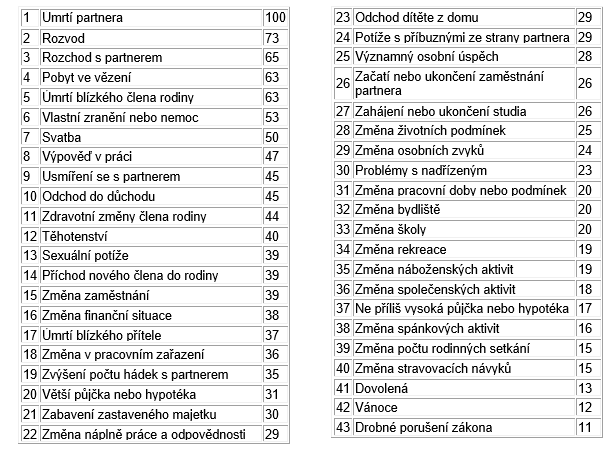 1 Umrtí partnera 100
2 Rozvod 73
3 Rozchod s partnerem 65
4 Pobyt ve vězení 63
5 Úmrtí blízkého člena rodiny 63
6 Vlastní zranění nebo nemoc 53
7 Svatba 50
8 Výpověď v práci 47
9 Usmíření se s partnerem 45
10 Odchod do důchodu 45
11 Zdravotní změny člena rodiny 44
12 Těhotenství 40
13 Sexuální potíže 39
14 Příchod nového člena do rodiny 39
15 Změna zaměstnání 39
16 Změna finanční situace 38
17 Úmrtí blízkého přítele 37
18 Změna v pracovním zařazení 36
19 Zvýšení počtu hádek s partnerem 35
20 Větší půjčka nebo hypotéka 31
21 Zabavení zastaveného majetku 30
22 Změna náplně práce a odpovědnosti 29
23 Odchod dítěte z domu 29
24 Potíže s příbuznými ze strany partnera 29
25 Významný osobní úspěch 28
26 Začatí nebo ukončení zaměstnání
partnera 26
27 Zahájení nebo ukončení studia 26
28 Změna životních podmínek 25
29 Změna osobních zvyků 24
30 Problémy s nadřízeným 23
31 Změna pracovní doby nebo podmínek 20
32 Změna bydliště 20
33 Změna školy 20
34 Změna rekreace 19
35 Změna náboženských aktivit 19
36 Změna společenských aktivit 18
37 Ne příliš vysoká půjčka nebo hypotéka 17
38 Změna spánkových aktivit 16
39 Změna počtu rodinných setkání 15
40 Změna stravovacích návyků 15
41 Dovolená 13
42 Vánoce 12
43 Drobné porušení zákona 11